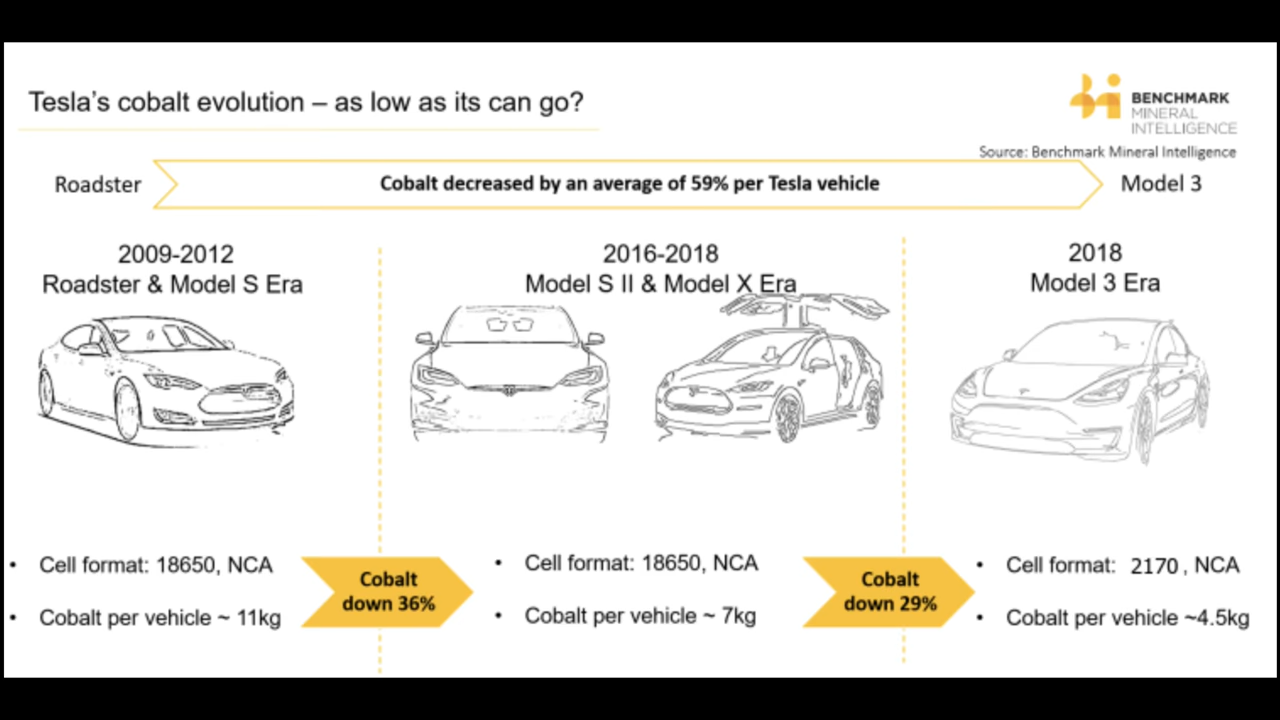 Tesla's cobalt evolution – as low as its can go?
BENCHMARK
MINERAL
INTELLIGENCE
Source: Benchmark Mineral Intelligence
Roadster
Cobalt decreased by an average of 59% per Tesla vehicle
Model 3
2009-2012
Roadster & Model S Era
2016-2018
Model S II & Model X Era
2018
Model 3 Era
• Cell format: 18650, NCA
• Cobalt per vehicle ~ 11kg
Cobalt
down 36%
• Cell format: 18650, NCA
• Cobalt per vehicle ~ 7kg
Cobalt
down 29%
• Cell format: 2170 , NCA
• Cobalt per vehicle ~4.5kg